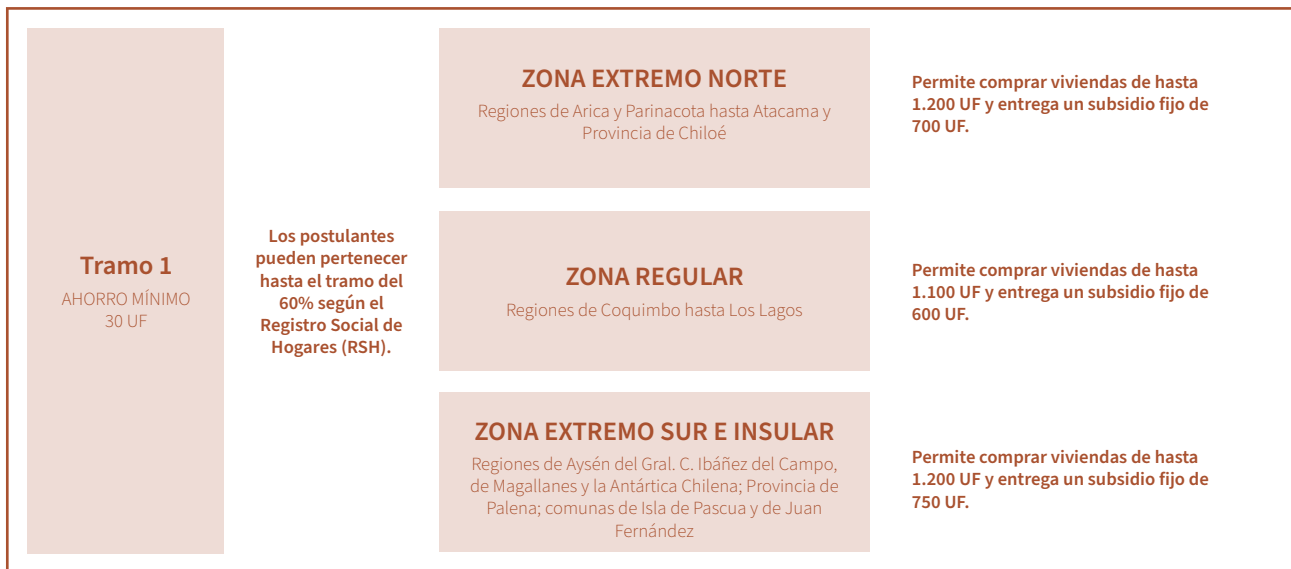 Tramo 1
AHORRO MÍNIMO
30 UF
Los postulantes
pueden pertenecer
hasta el tramo del
60% según el
Registro Social de
Hogares (RSH).
ZONA EXTREMO NORTE
Regiones de Arica y Parinacota hasta Atacama y
Provincia de Chiloé
Permite comprar viviendas de hasta
1.200 UF y entrega un subsidio fijo de
700 UF.
ZONA REGULAR
Regiones de Coquimbo hasta Los Lagos
Permite comprar viviendas de hasta
1.100 UF y entrega un subsidio fijo de
600 UF.
ZONA EXTREMO SUR E INSULAR
Regiones de Aysén del Gral. C. Ibáñez del Campo,
de Magallanes y la Antártica Chilena; Provincia de
Palena; comunas de Isla de Pascua y de Juan
Fernández
Permite comprar viviendas de hasta
1.200 UF y entrega un subsidio fijo de
750 UF.